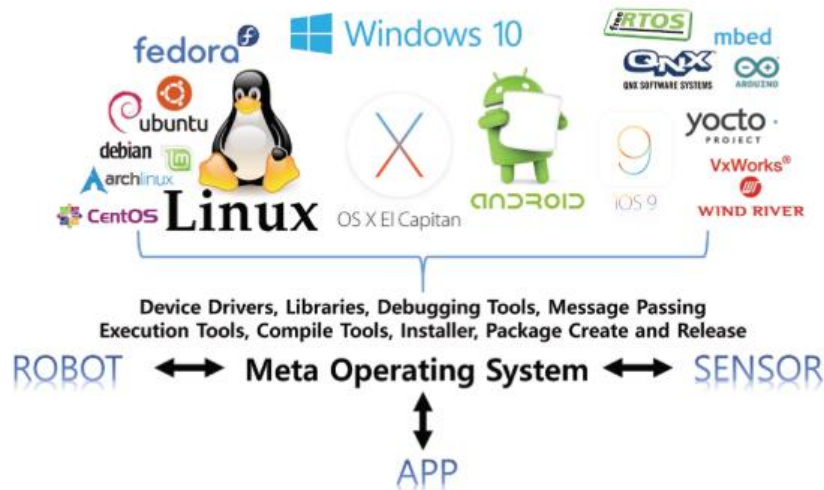 fedora
Windows 10
free RTOS
mbed
QNX
QNX SOFTWARE SYSTEMS
ARDUINO
ubuntu
debian
archlinux
CentOS
Linux
OS X El Capitan
ANDROID
9
iOS 9
yocto
PROJECT
VxWorks®
WIND RIVER
Device Drivers, Libraries, Debugging Tools, Message Passing
Execution Tools, Compile Tools, Installer, Package Create and Release
ROBOT
Meta Operating System
SENSOR
APP